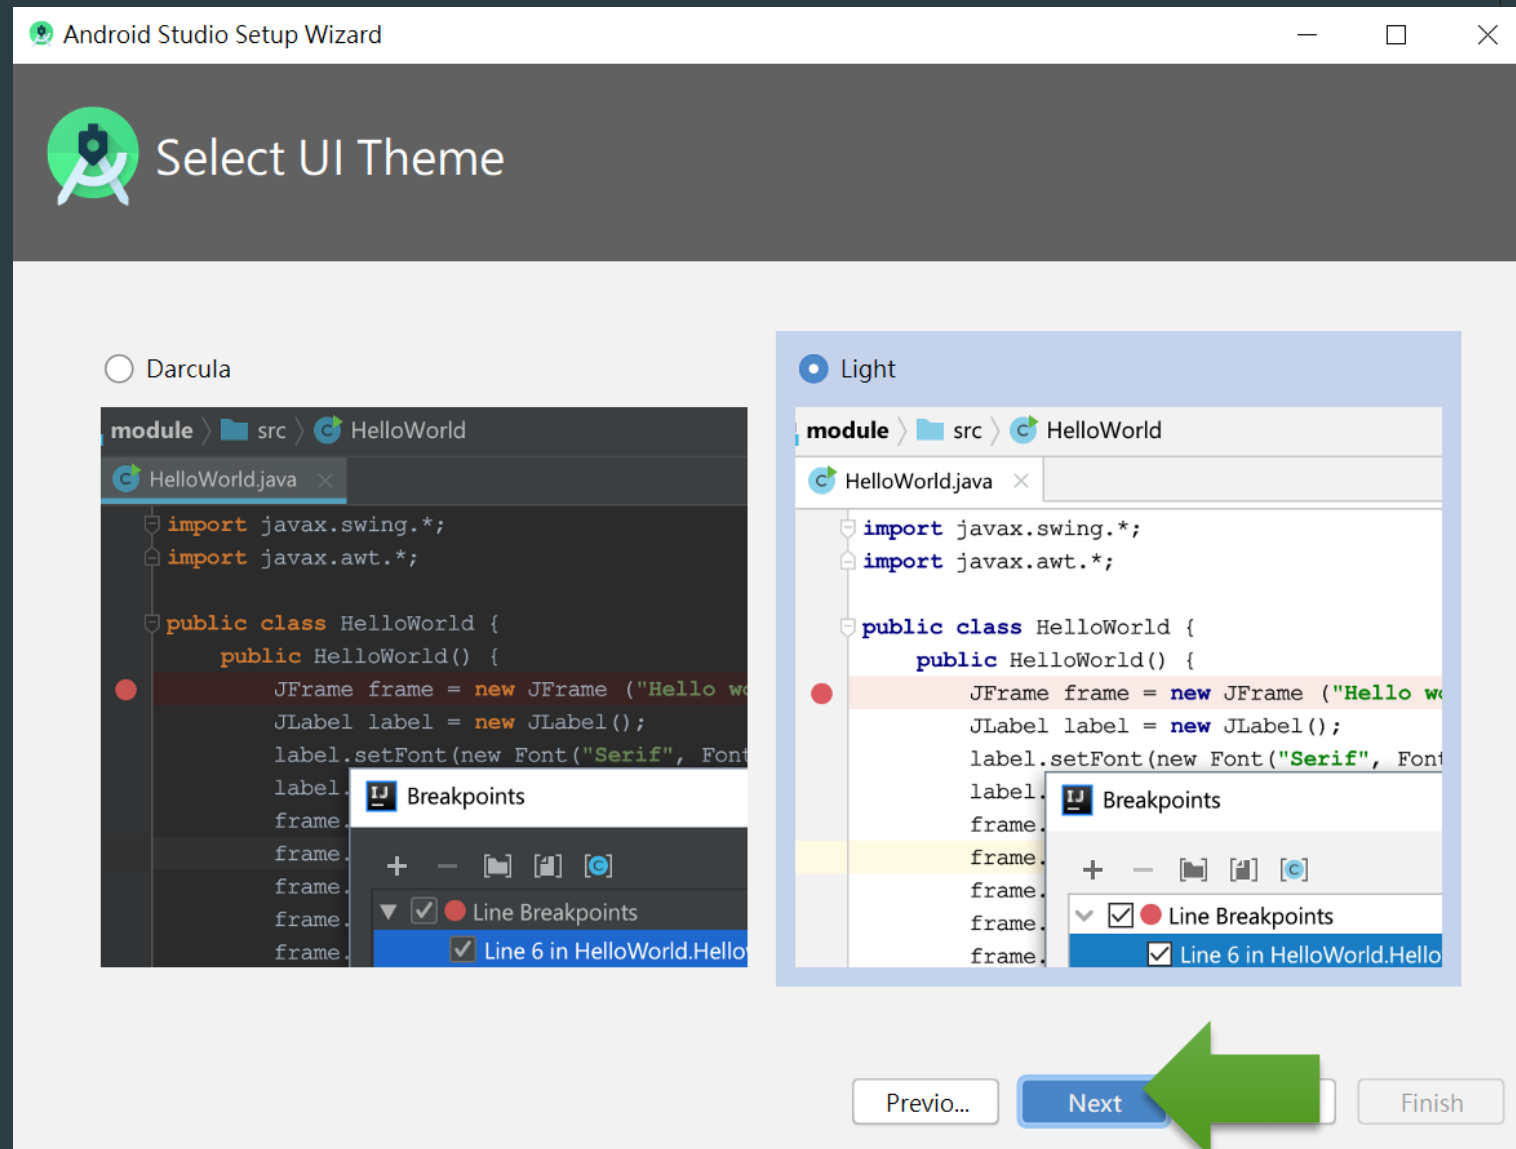 Android Studio Setup Wizard
Select UI Theme
Darcula
module src HelloWorld
HelloWorld.java
import javax.swing.*;
import javax.awt.*;
public class HelloWorld {
public HelloWorld() {
JFrame frame = new JFrame ("Hello
JLabel label = new JLabel();
label.setFont(new Font("Serif", Font
label.
frame.
frame.
frame.
frame.
frame.
Breakpoints
Line Breakpoints
Line 6 in HelloWorld.Hello
Light
module src HelloWorld
HelloWorld.java
import javax.swing.*;
import javax.awt.*;
public class HelloWorld {
public HelloWorld() {
JFrame frame = new JFrame ("Hello
JLabel label = new JLabel();
label.setFont(new Font("Serif", Font
label.
frame.
frame.
frame.
frame.
frame.
Breakpoints
Line Breakpoints
Line 6 in HelloWorld.Hello
Previo...
Next
Finish